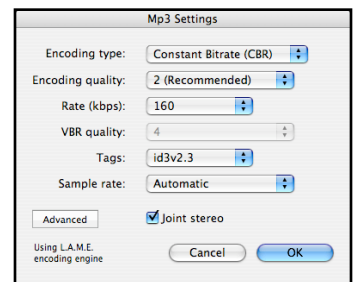 Mp3 Settings
Encoding type: Constant Bitrate (CBR)
Encoding quality: 2 (Recommended)
Rate (kbps): 160
VBR quality: 4
Tags: id3v2.3
Sample rate: Automatic
Advanced Joint stereo
Using L.A.M.E.
encoding engine
Cancel OK